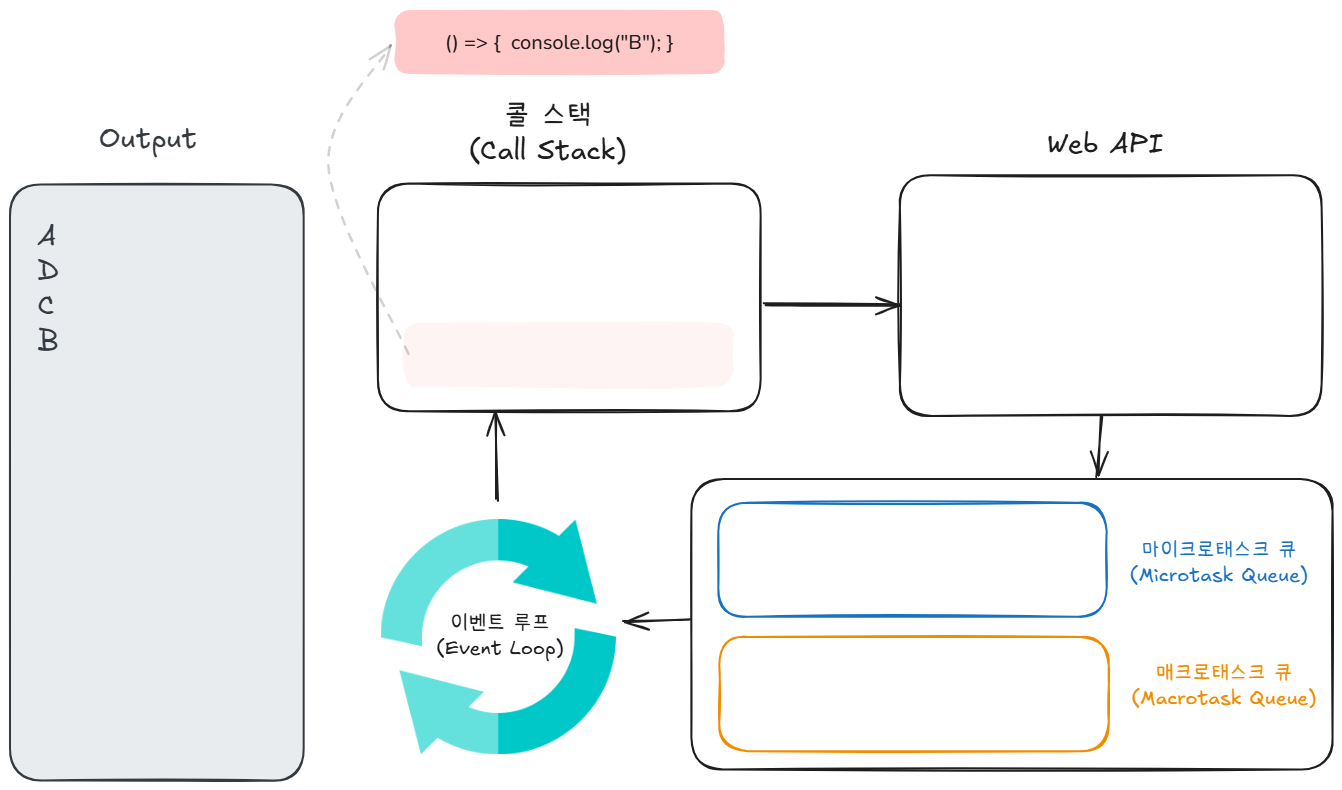 () => { console.log("B"); }
콜 스택
(Call Stack)
Output
Web API
A
D
C
B
마이크로태스크 큐
(Microtask Queue)
이벤트 루프
(Event Loop)
매크로태스크 큐
(Macrotask Queue)